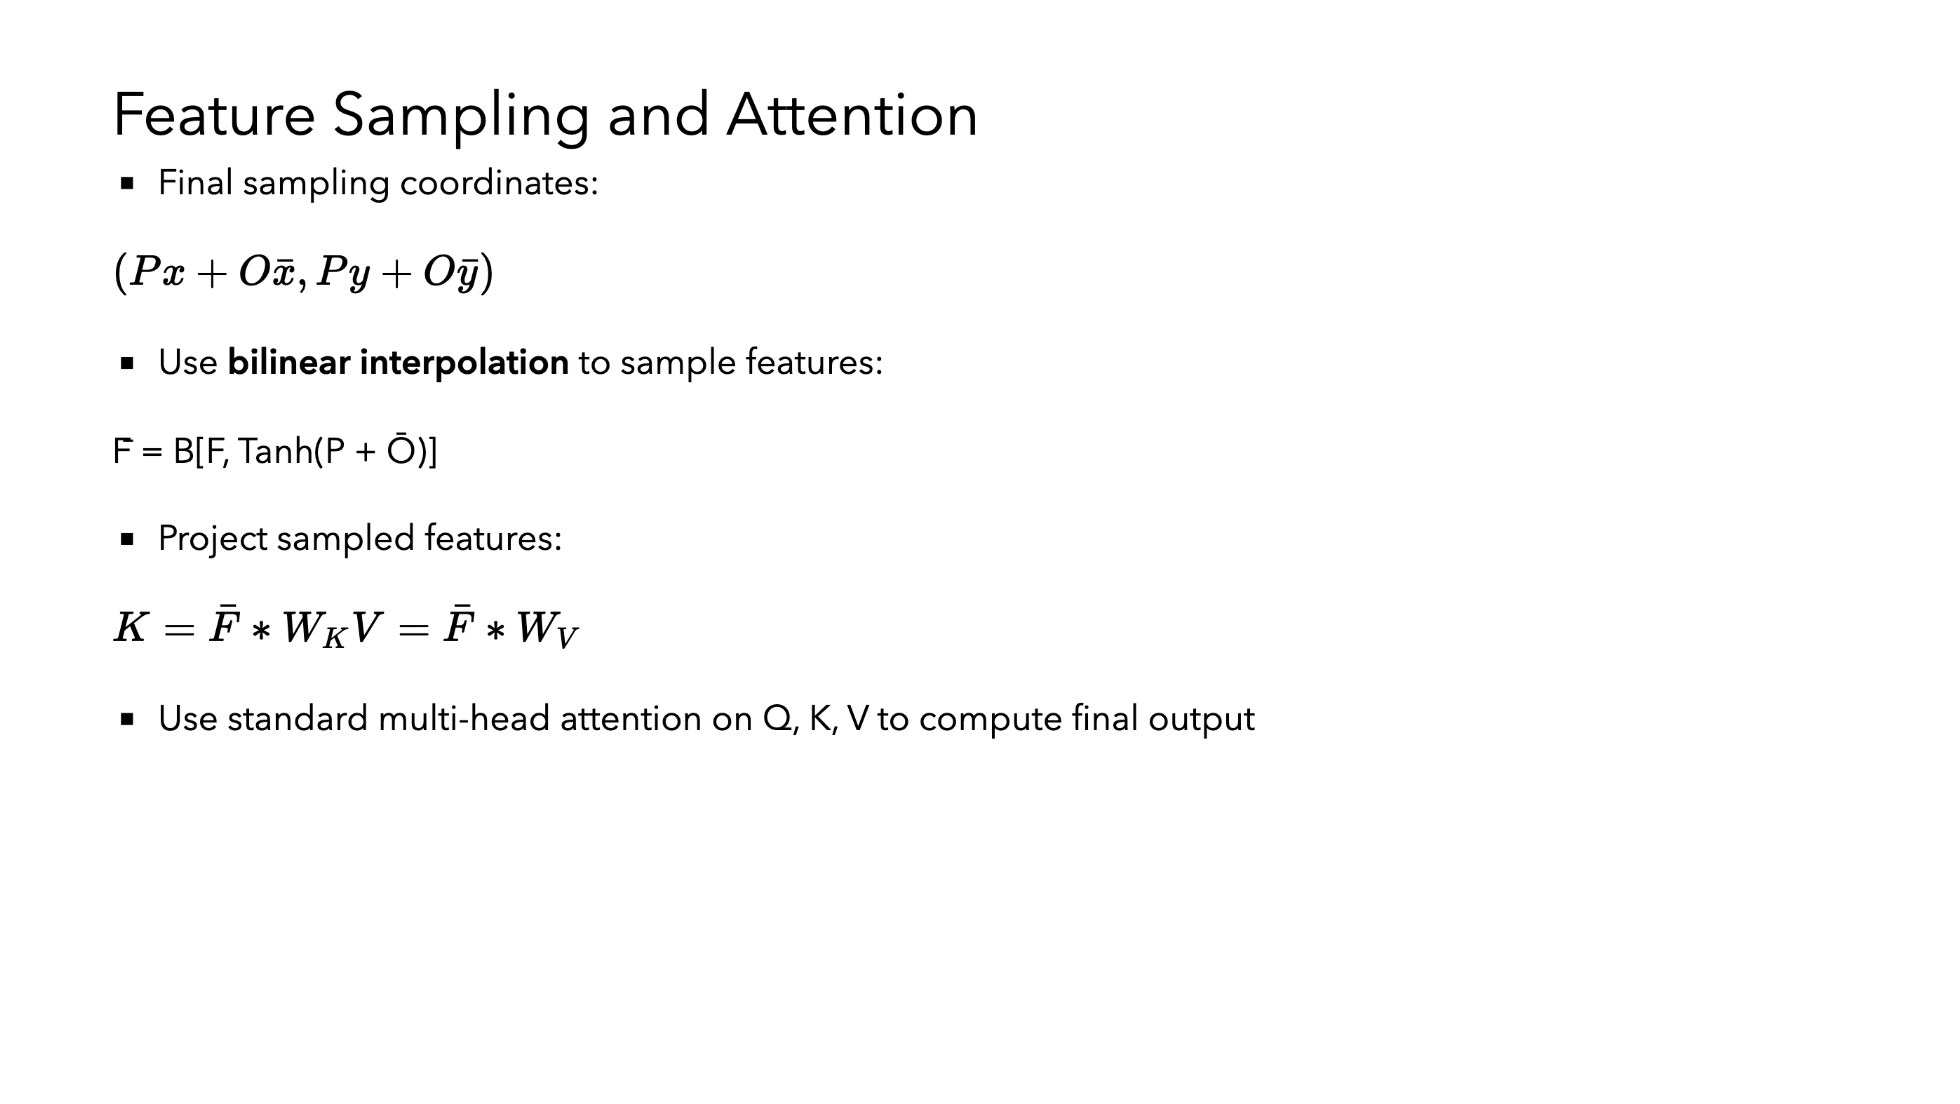 Feature Sampling and Attention
▪ Final sampling coordinates:
(Px + Ox̄, Py + Oȳ)
▪ Use bilinear interpolation to sample features:
F̄ = B[F, Tanh(P + Ō)]
▪ Project sampled features:
K = F̄ ∗ W_K V = F̄ ∗ W_V
▪ Use standard multi-head attention on Q, K, V to compute final output